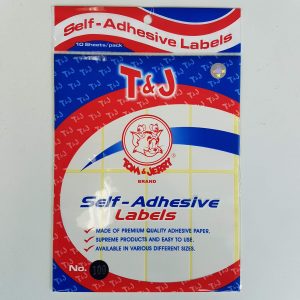 Self-Adhesive Labels
10 Sheets/pack
T&J
TOM & JERRY
BRAND
Self-Adhesive
Labels
MADE OF PREMIUM QUALITY ADHESIVE PAPER.
SUPREME PRODUCTS AND EASY TO USE.
AVAILABLE IN VARIOUS DIFFERENT SIZES.
No.